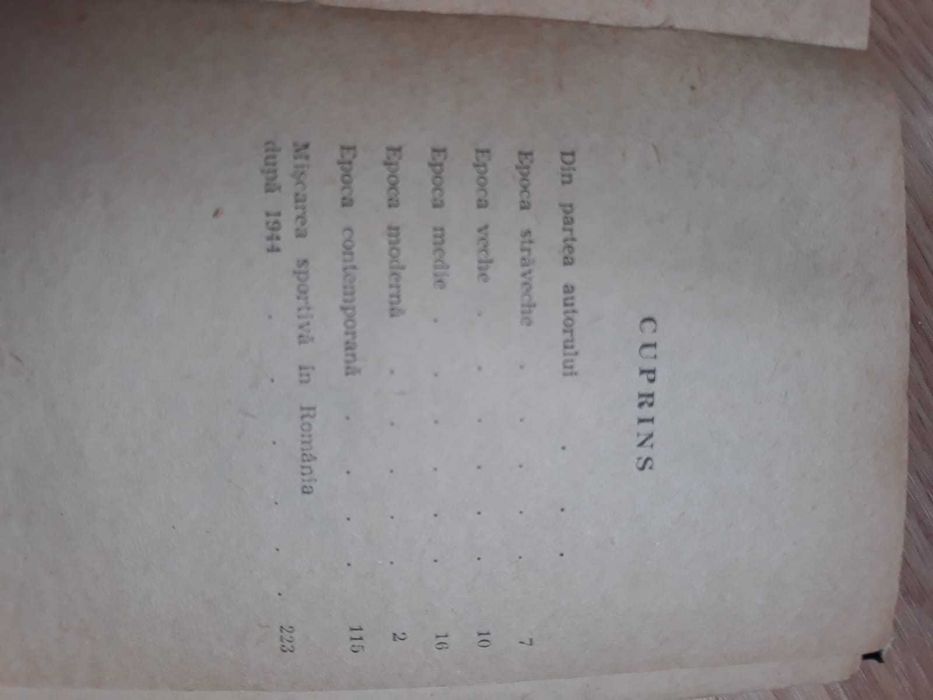 CUPRINS
Din partea autorului . . .
Epoca străveche . . . . . 7
Epoca veche . . . . . . 10
Epoca medie . . . . . . 16
Epoca modernă . . . . . 2
Epoca contemporană . . . . 115
Mişcarea sportivă în România
după 1944 . . . . . . 223